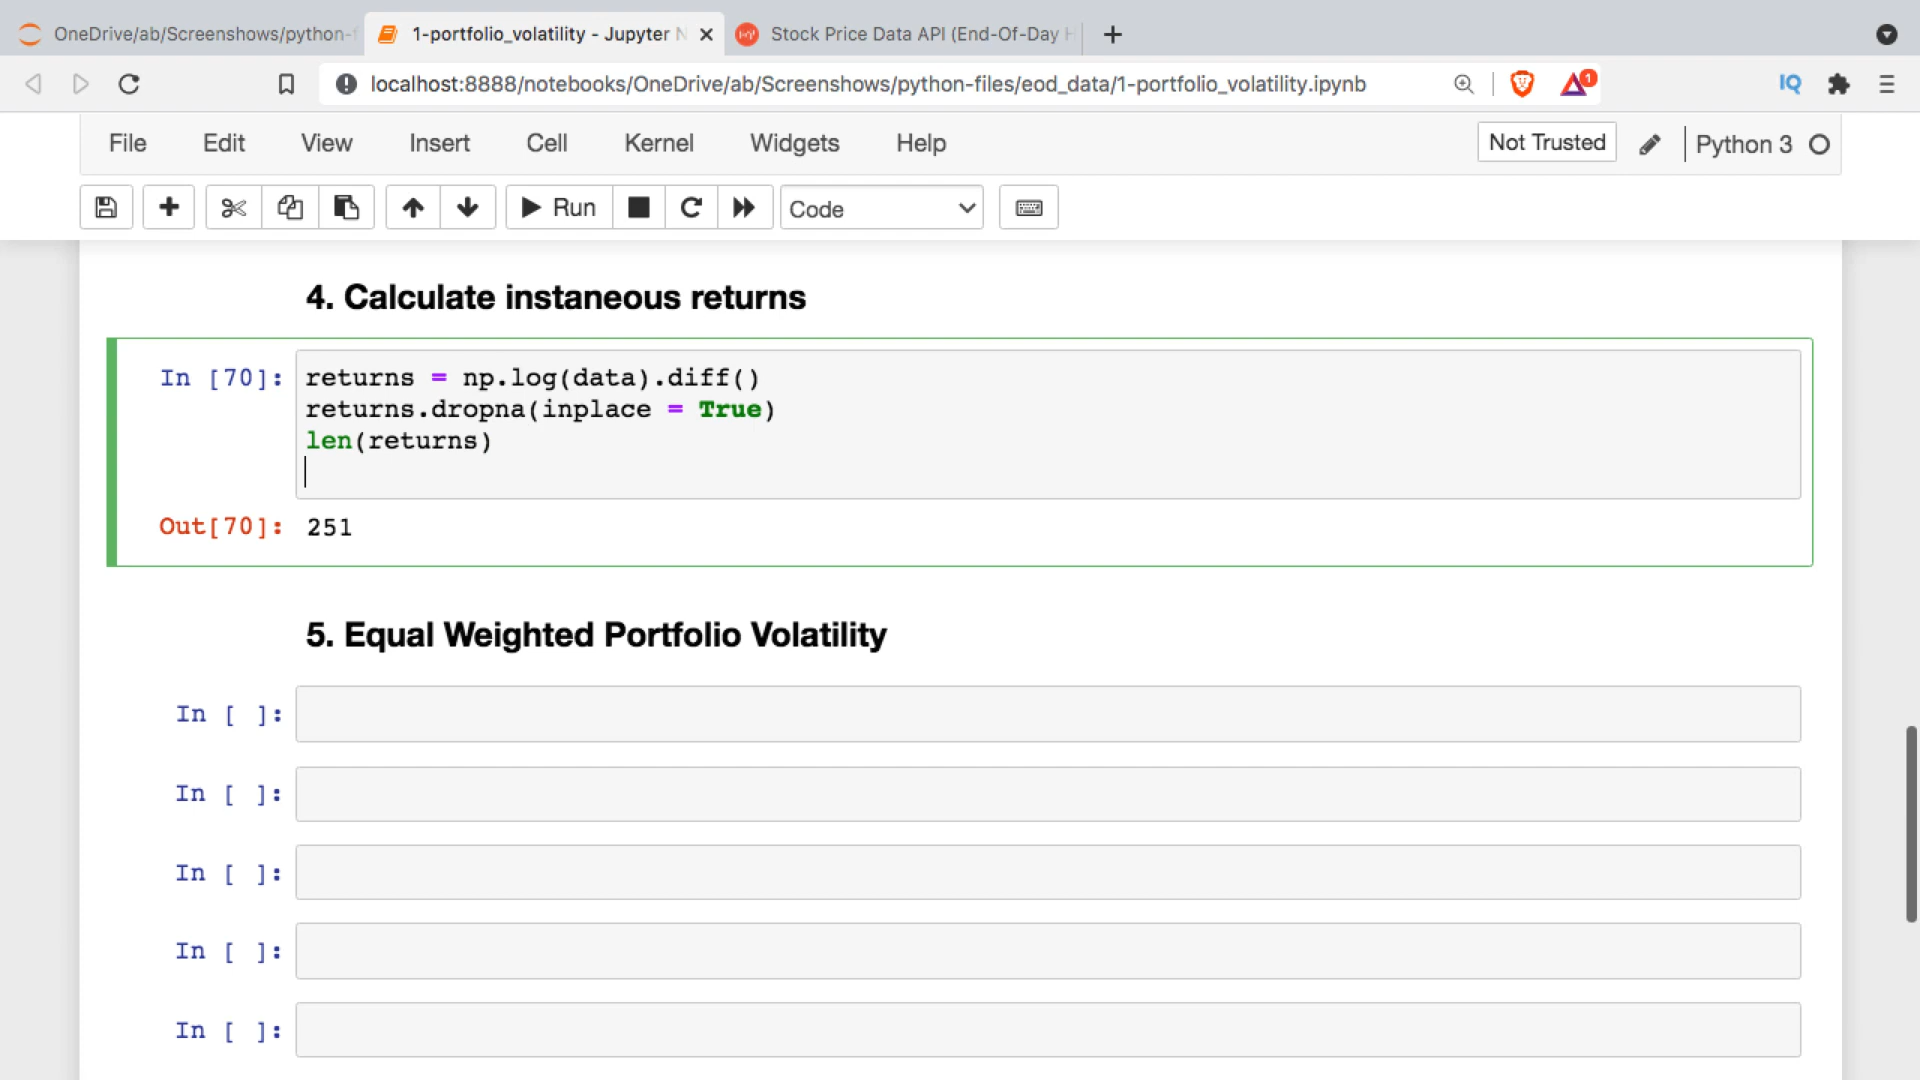 OneDrive/ab/Screenshows/python-f
1-portfolio_volatility - Jupyter N
Stock Price Data API (End-Of-Day H
localhost:8888/notebooks/OneDrive/ab/Screenshows/python-files/eod_data/1-portfolio_volatility.ipynb
1
IQ
File Edit View Insert Cell Kernel Widgets Help
Not Trusted
Python 3
Run
Code
4. Calculate instaneous returns
In [70]: returns = np.log(data).diff()
returns.dropna(inplace = True)
len(returns)
Out[70]: 251
5. Equal Weighted Portfolio Volatility
In [ ]:
In [ ]:
In [ ]:
In [ ]:
In [ ]: